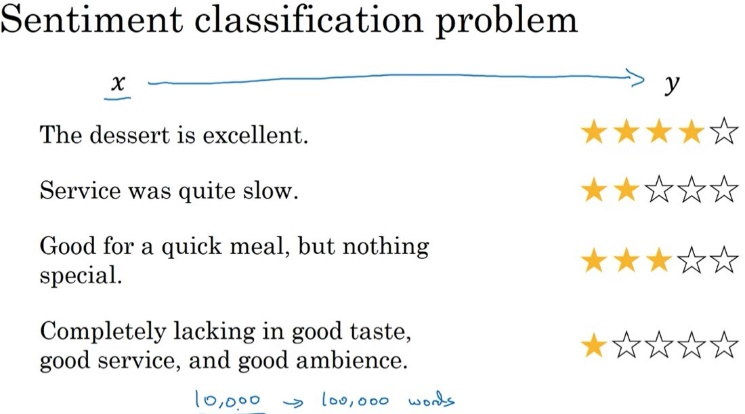 Sentiment classification problem
x → y
The dessert is excellent. ★★★★☆
Service was quite slow. ★★☆☆☆
Good for a quick meal, but nothing
special. ★★★☆☆
Completely lacking in good taste,
good service, and good ambience. ★☆☆☆☆
10,000 → 100,000 words